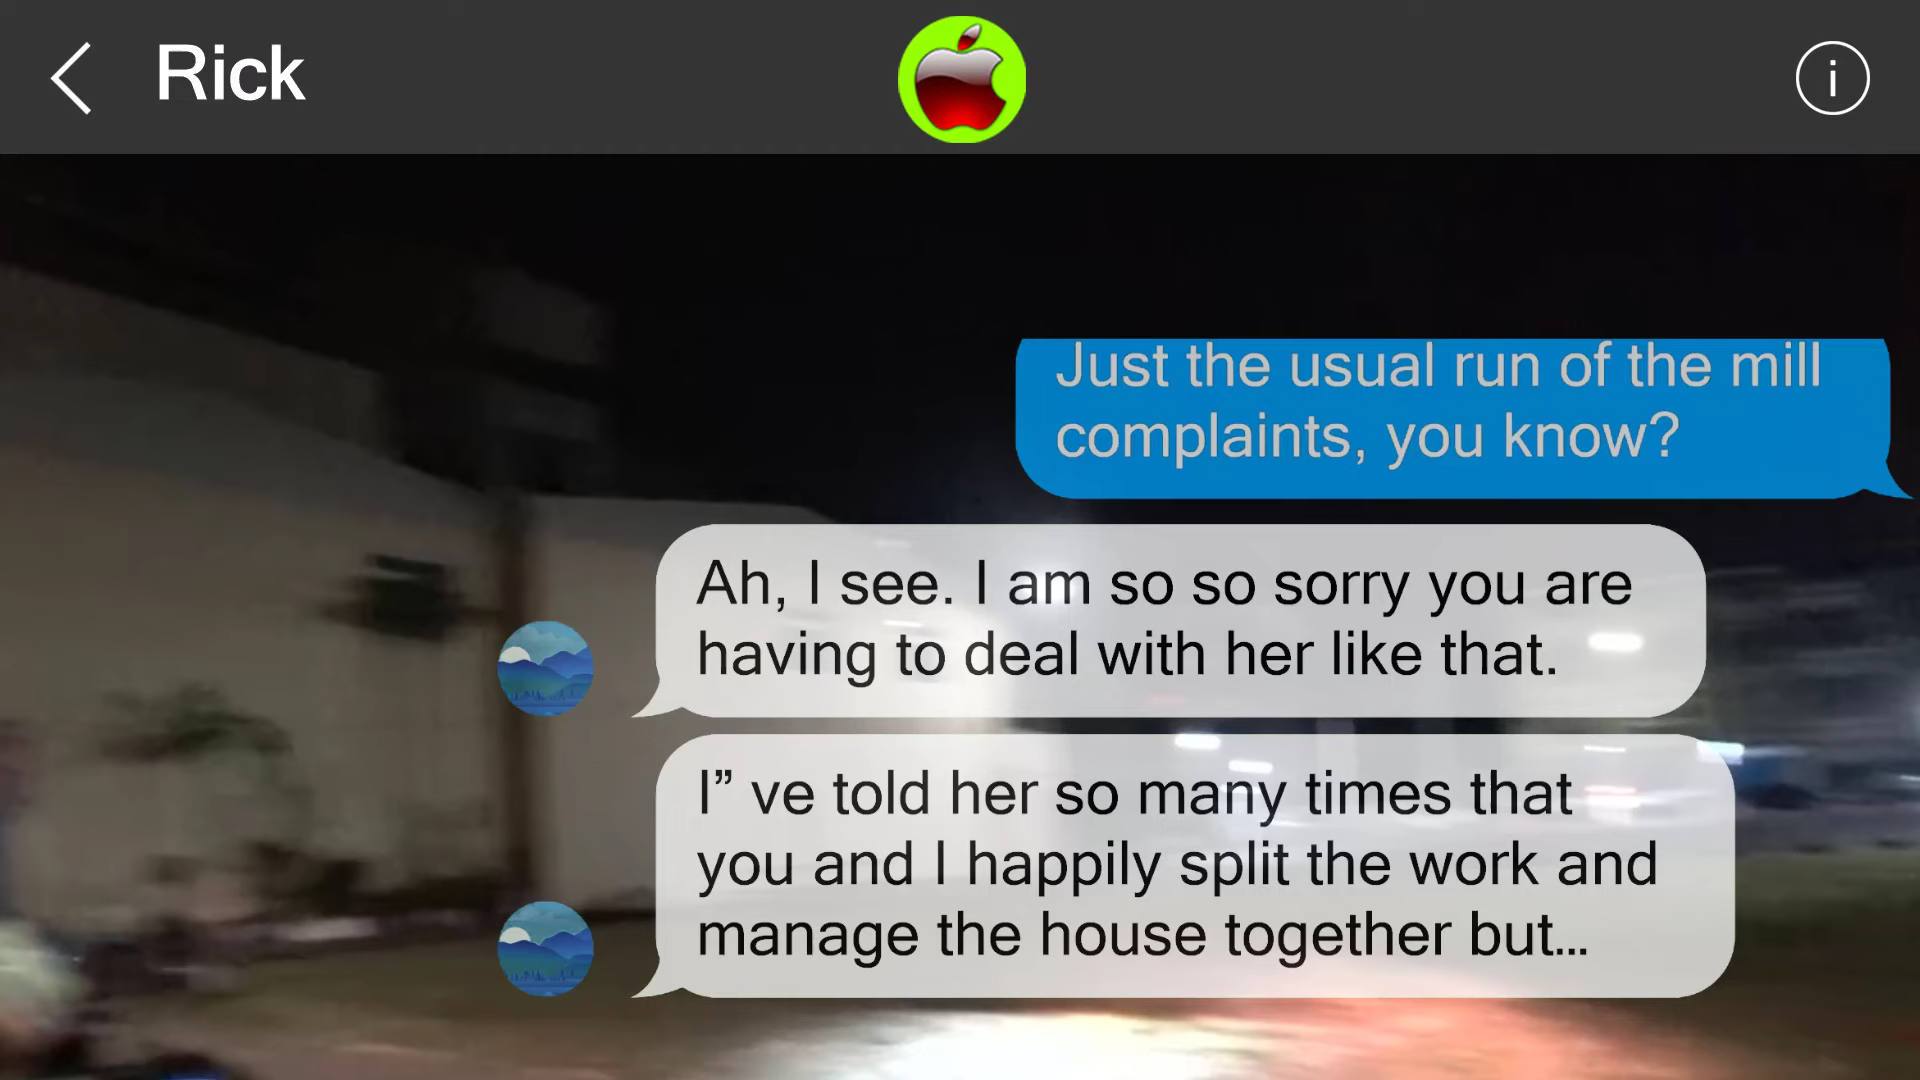 Rick
i
Just the usual run of the mill
complaints, you know?
Ah, I see. I am so so sorry you are
having to deal with her like that.
I” ve told her so many times that
you and I happily split the work and
manage the house together but...